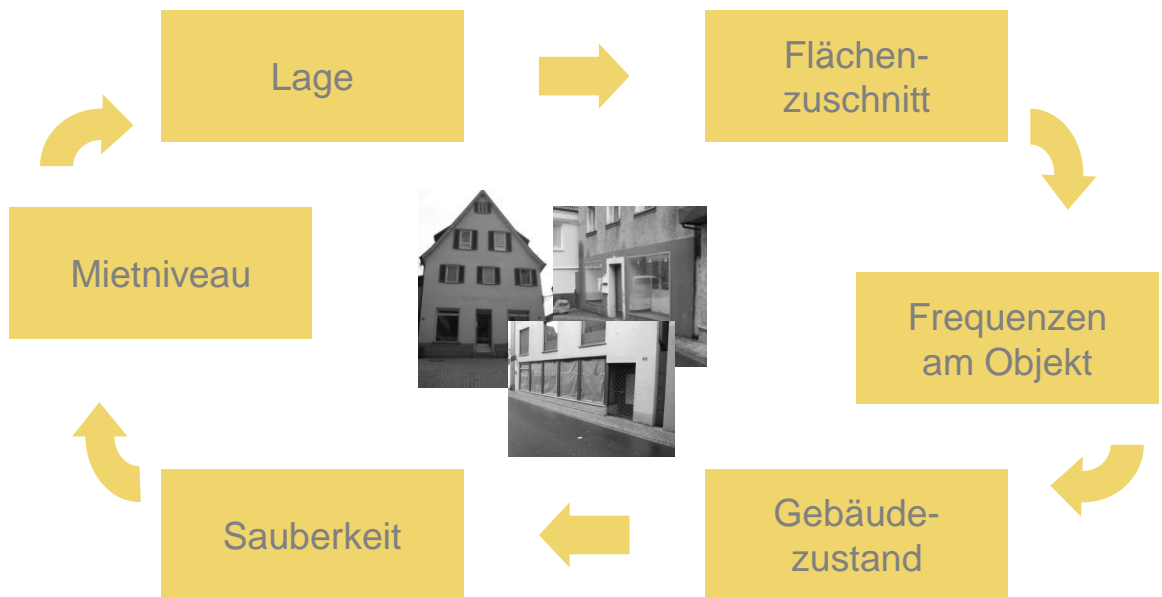 Lage
Flächen-
zuschnitt
Frequenzen
am Objekt
Gebäude-
zustand
Sauberkeit
Mietniveau